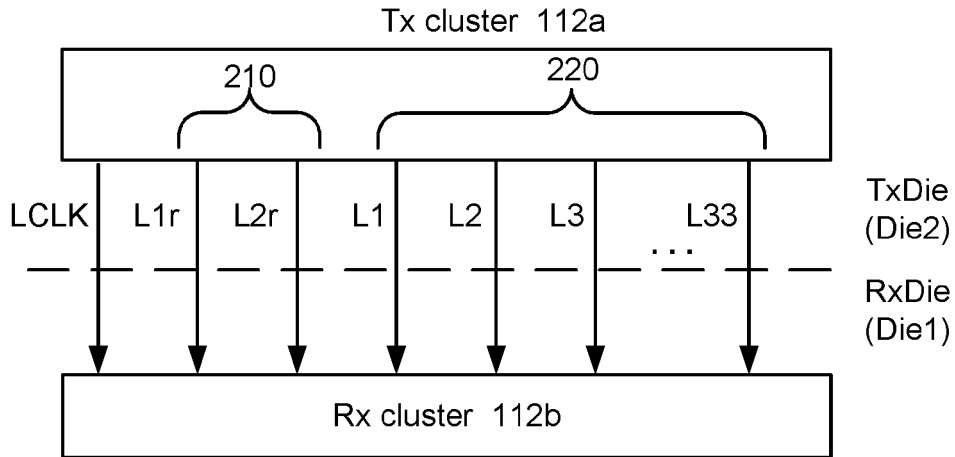 Tx cluster 112a
210
220
LCLK
L1r
L2r
L1
L2
L3
...
L33
TxDie
(Die2)
RxDie
(Die1)
Rx cluster 112b